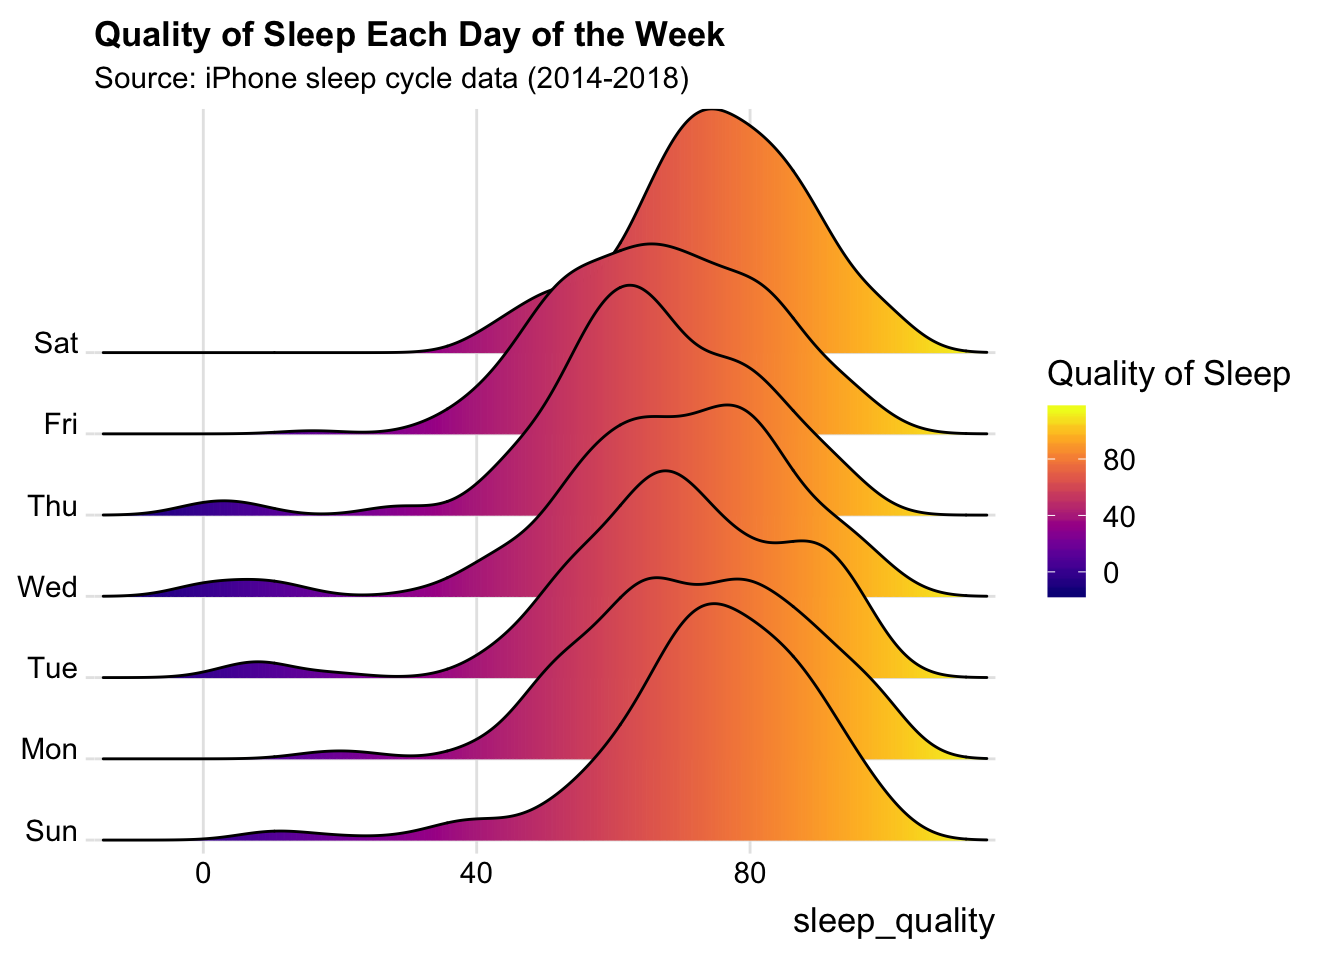 Quality of Sleep Each Day of the Week
Source: iPhone sleep cycle data (2014-2018)
Sat
Fri
Thu
Wed
Tue
Mon
Sun
0
40
80
sleep_quality
Quality of Sleep
80
40
0